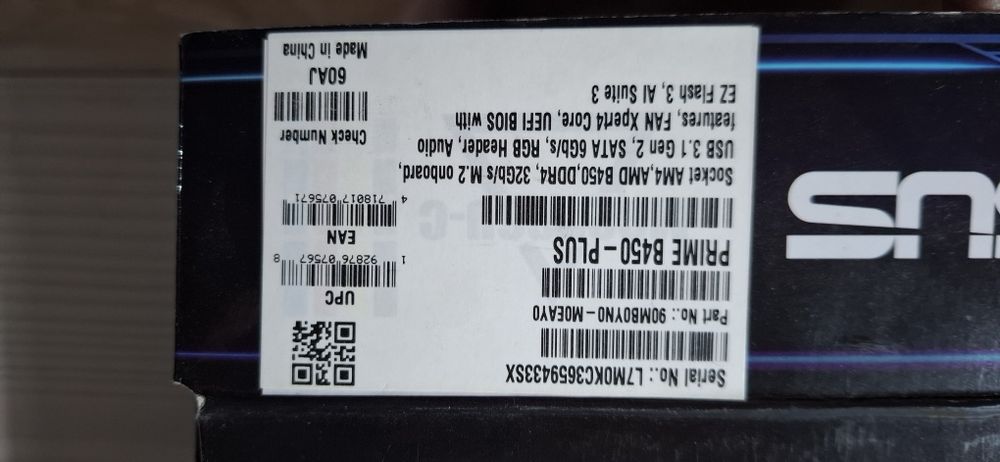 Serial No.: L7M0KC3659433SX
Part No.: 90MB0YN0-M0EAY0
PRIME B450-PLUS
Socket AM4,AMD B450,DDR4, 32Gb/s M.2 onboard,
USB 3.1 Gen 2, SATA 6Gb/s, RGB Header, Audio
features, FAN Xpert4 Core, UEFI BIOS with
EZ Flash 3, AI Suite 3
UPC
1 92876 07567 8
EAN
4 718017 075671
Check Number
60AJ
Made in China
SUS